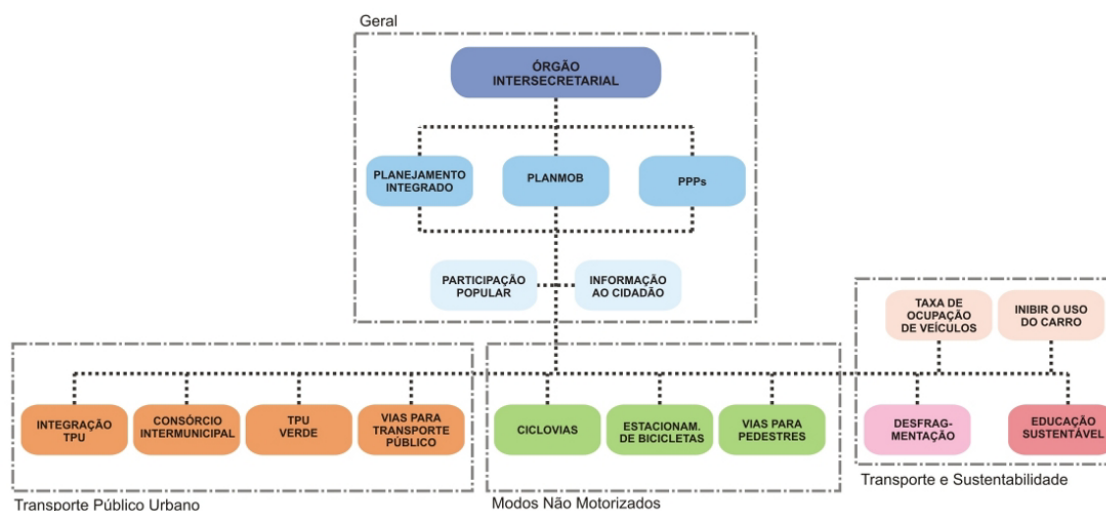 Geral
ÓRGÃO
INTERSECRETARIAL
PLANEJAMENTO
INTEGRADO
PLANMOB
PPPs
PARTICIPAÇÃO
POPULAR
INFORMAÇÃO
AO CIDADÃO
TAXA DE
OCUPAÇÃO
DE VEÍCULOS
INIBIR O USO
DO CARRO
INTEGRAÇÃO
TPU
CONSÓRCIO
INTERMUNICIPAL
TPU
VERDE
VIAS PARA
TRANSPORTE
PÚBLICO
CICLOVIAS
ESTACIONAM.
DE BICICLETAS
VIAS PARA
PEDESTRES
DESFRAG-
MENTAÇÃO
EDUCAÇÃO
SUSTENTÁVEL
Transporte Público Urbano
Modos Não Motorizados
Transporte e Sustentabilidade